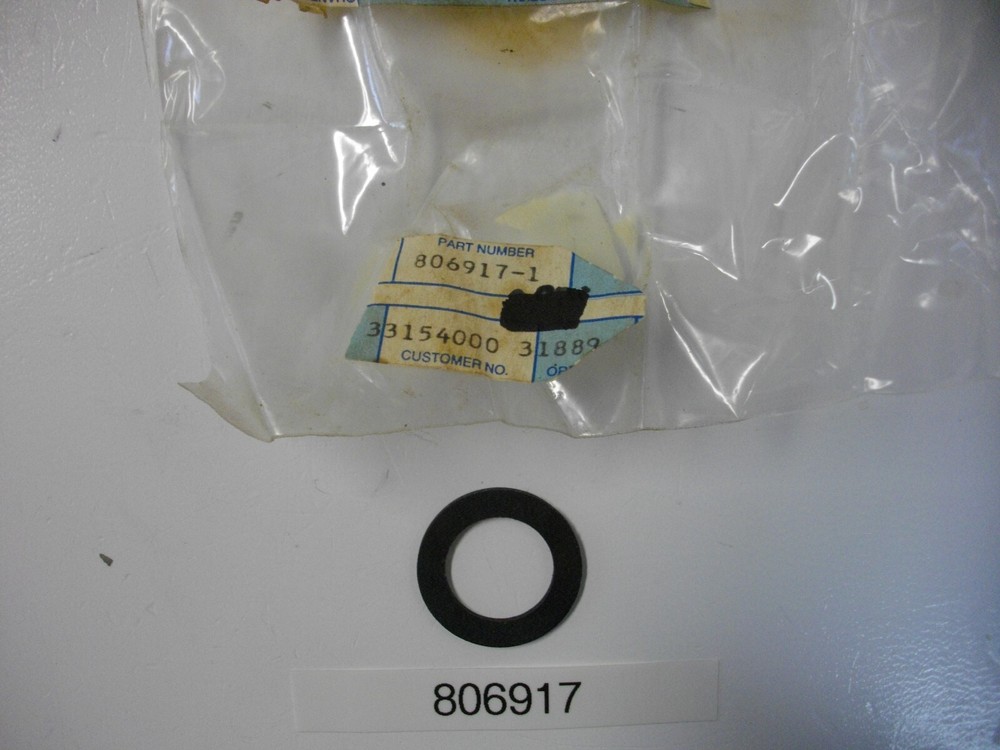 PART NUMBER
806917-1
33154000 31889
CUSTOMER NO.
806917